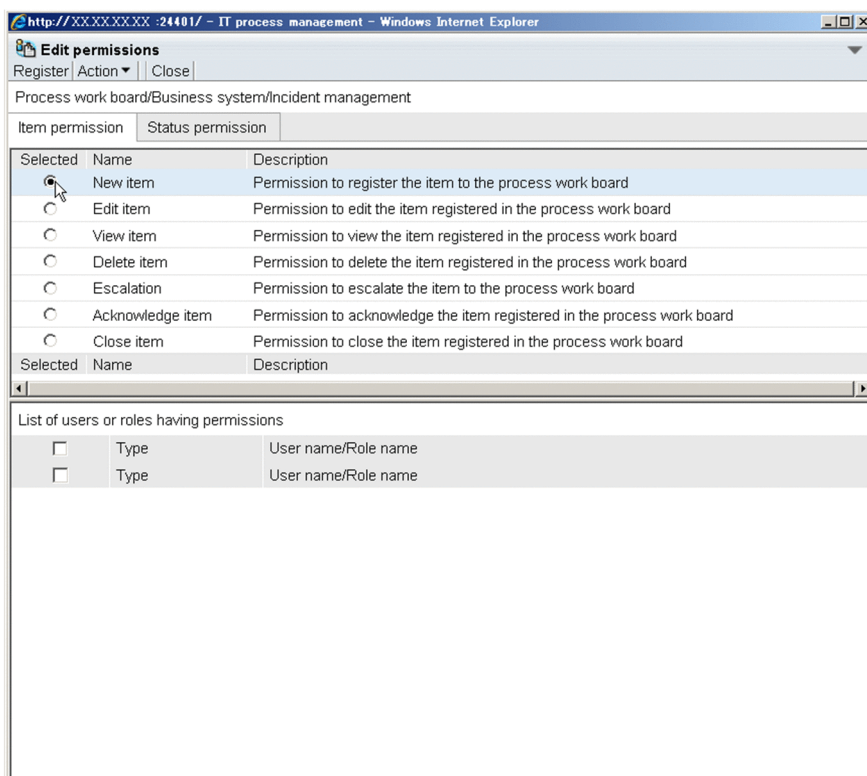 http://XX.XX.XX.XX :24401/ - IT process management - Windows Internet Explorer
Edit permissions
Register Action Close
Process work board/Business system/Incident management
Item permission Status permission
Selected Name Description
New item Permission to register the item to the process work board
Edit item Permission to edit the item registered in the process work board
View item Permission to view the item registered in the process work board
Delete item Permission to delete the item registered in the process work board
Escalation Permission to escalate the item to the process work board
Acknowledge item Permission to acknowledge the item registered in the process work board
Close item Permission to close the item registered in the process work board
Selected Name Description
List of users or roles having permissions
Type User name/Role name
Type User name/Role name